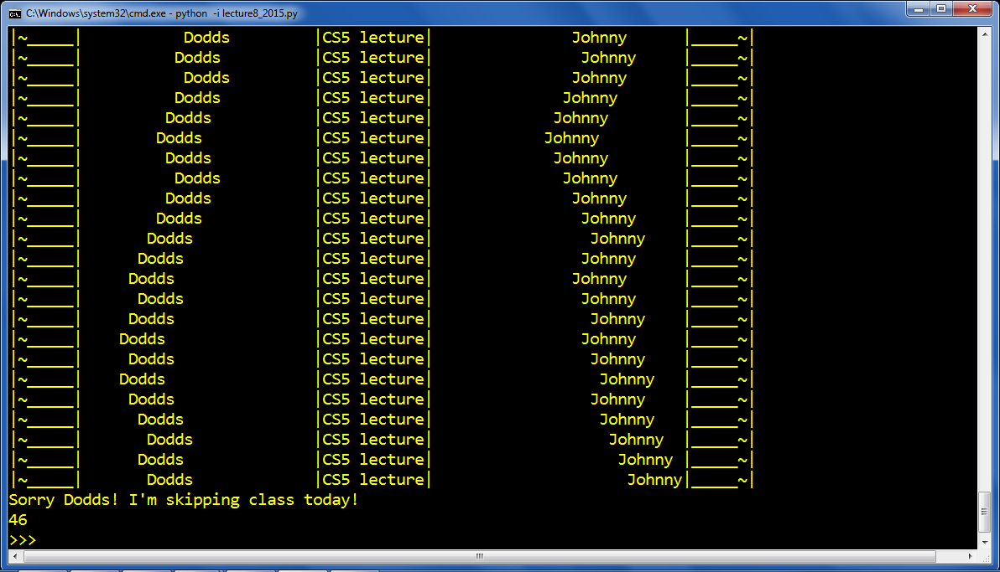 C:\Windows\system32\cmd.exe - python  -i lecture8_2015.py
|~_____|           Dodds         |CS5 lecture|               Johnny      |_____~|
|~_____|          Dodds          |CS5 lecture|                Johnny     |_____~|
|~_____|           Dodds         |CS5 lecture|               Johnny      |_____~|
|~_____|          Dodds          |CS5 lecture|              Johnny       |_____~|
|~_____|         Dodds           |CS5 lecture|             Johnny        |_____~|
|~_____|        Dodds            |CS5 lecture|            Johnny         |_____~|
|~_____|         Dodds           |CS5 lecture|             Johnny        |_____~|
|~_____|          Dodds          |CS5 lecture|              Johnny       |_____~|
|~_____|         Dodds           |CS5 lecture|               Johnny      |_____~|
|~_____|        Dodds            |CS5 lecture|                Johnny     |_____~|
|~_____|       Dodds             |CS5 lecture|                 Johnny    |_____~|
|~_____|      Dodds              |CS5 lecture|                Johnny     |_____~|
|~_____|     Dodds               |CS5 lecture|               Johnny      |_____~|
|~_____|      Dodds              |CS5 lecture|                Johnny     |_____~|
|~_____|     Dodds               |CS5 lecture|                 Johnny    |_____~|
|~_____|    Dodds                |CS5 lecture|                Johnny     |_____~|
|~_____|     Dodds               |CS5 lecture|                 Johnny    |_____~|
|~_____|    Dodds                |CS5 lecture|                  Johnny   |_____~|
|~_____|     Dodds               |CS5 lecture|                 Johnny    |_____~|
|~_____|      Dodds              |CS5 lecture|                  Johnny   |_____~|
|~_____|       Dodds             |CS5 lecture|                   Johnny  |_____~|
|~_____|      Dodds              |CS5 lecture|                    Johnny |_____~|
|~_____|       Dodds             |CS5 lecture|                     Johnny|_____~|
Sorry Dodds! I'm skipping class today!
46
>>>